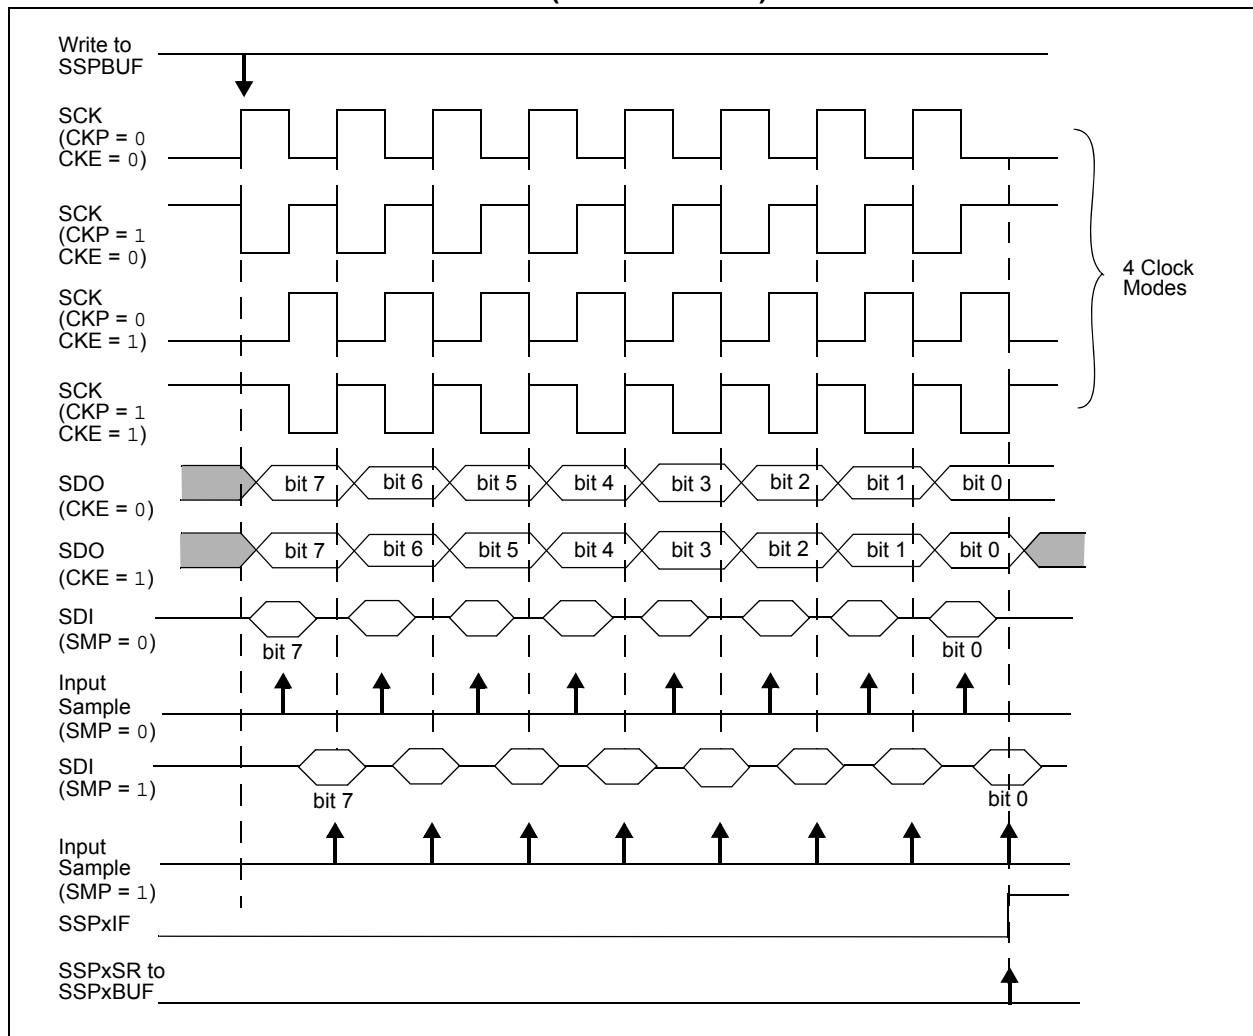 Write to
SSPBUF
SCK
(CKP = 0
CKE = 0)
SCK
(CKP = 1
CKE = 0)
SCK
(CKP = 0
CKE = 1)
SCK
(CKP = 1
CKE = 1)
4 Clock
Modes
SDO
(CKE = 0)
bit 7 bit 6 bit 5 bit 4 bit 3 bit 2 bit 1 bit 0
SDO
(CKE = 1)
bit 7 bit 6 bit 5 bit 4 bit 3 bit 2 bit 1 bit 0
SDI
(SMP = 0)
bit 7 bit 0
Input
Sample
(SMP = 0)
SDI
(SMP = 1)
bit 7 bit 0
Input
Sample
(SMP = 1)
SSPxIF
SSPxSR to
SSPxBUF